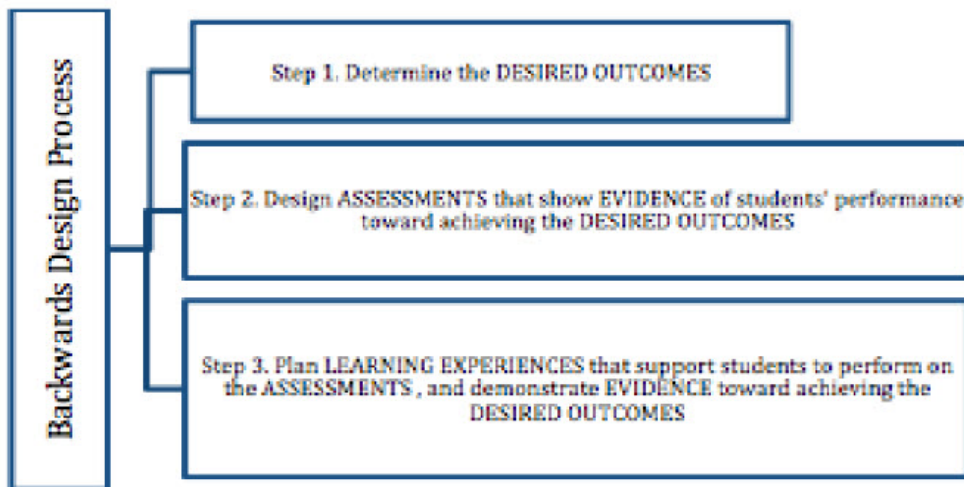 Backwards Design Process
Step 1. Determine the DESIRED OUTCOMES
Step 2. Design ASSESSMENTS that show EVIDENCE of students' performance
toward achieving the DESIRED OUTCOMES
Step 3. Plan LEARNING EXPERIENCES that support students to perform on
the ASSESSMENTS , and demonstrate EVIDENCE toward achieving the
DESIRED OUTCOMES